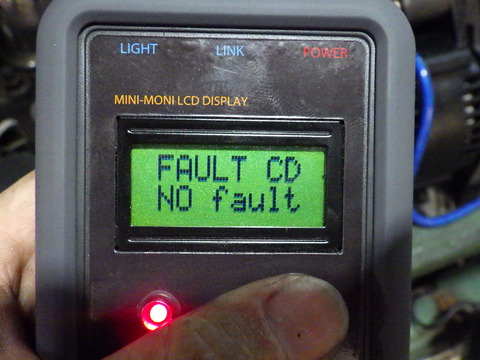 LIGHT LINK POWER
MINI-MONI LCD DISPLAY
FAULT CD
NO fault